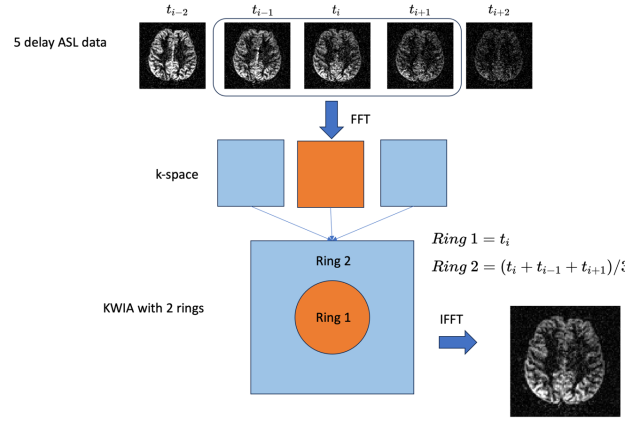 t_{i-2} t_{i-1} t_i t_{i+1} t_{i+2}
5 delay ASL data
FFT
k-space
Ring 1 = t_i
Ring 2
Ring 2 = (t_i + t_{i-1} + t_{i+1})/3
KWIA with 2 rings
Ring 1
IFFT